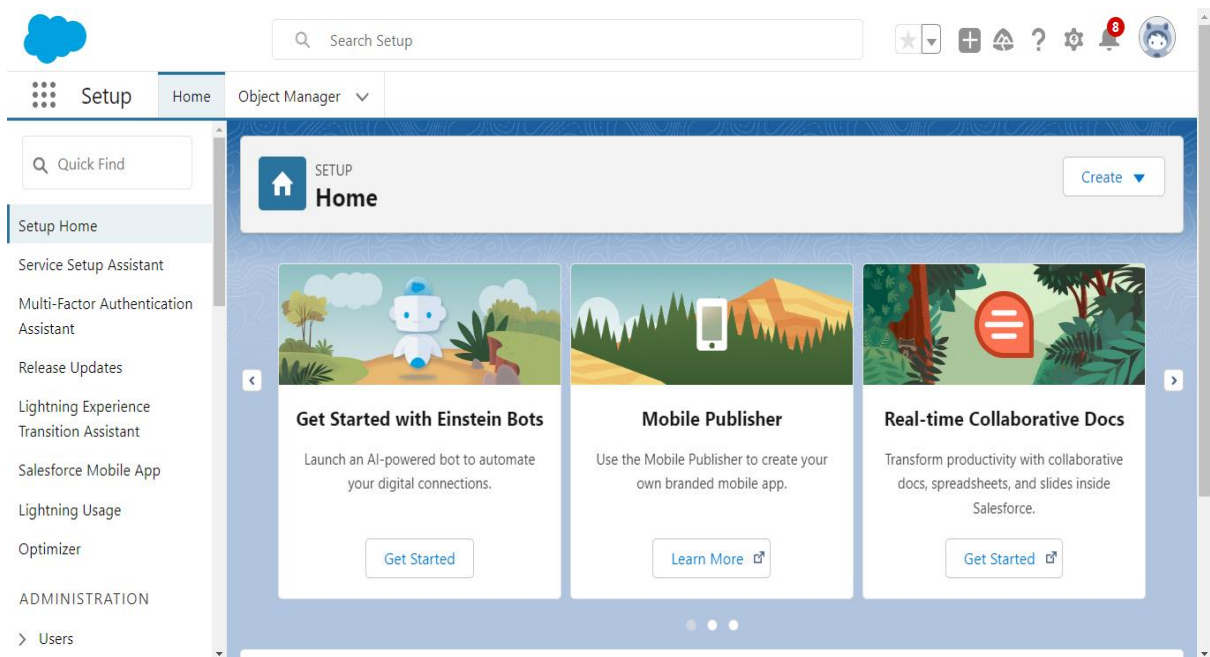 Search Setup
8
Setup
Home
Object Manager
Quick Find
Setup Home
Service Setup Assistant
Multi-Factor Authentication
Assistant
Release Updates
Lightning Experience
Transition Assistant
Salesforce Mobile App
Lightning Usage
Optimizer
ADMINISTRATION
Users
SETUP
Home
Create
Get Started with Einstein Bots
Launch an AI-powered bot to automate
your digital connections.
Get Started
Mobile Publisher
Use the Mobile Publisher to create your
own branded mobile app.
Learn More
Real-time Collaborative Docs
Transform productivity with collaborative
docs, spreadsheets, and slides inside
Salesforce.
Get Started